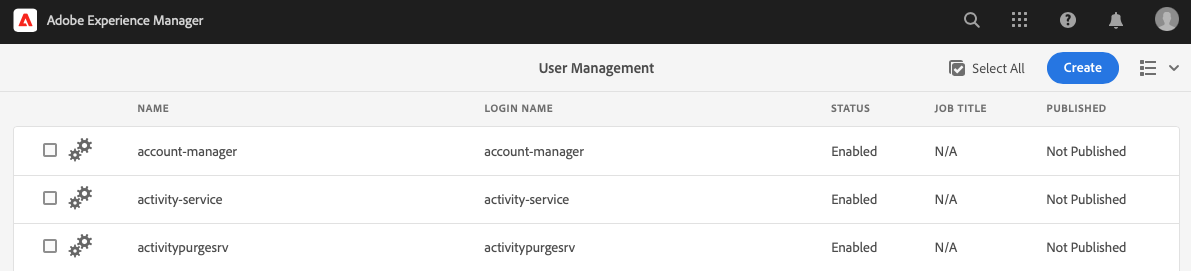 Adobe Experience Manager
User Management
Select All
Create
NAME LOGIN NAME STATUS JOB TITLE PUBLISHED
account-manager account-manager Enabled N/A Not Published
activity-service activity-service Enabled N/A Not Published
activitypurgesrv activitypurgesrv Enabled N/A Not Published